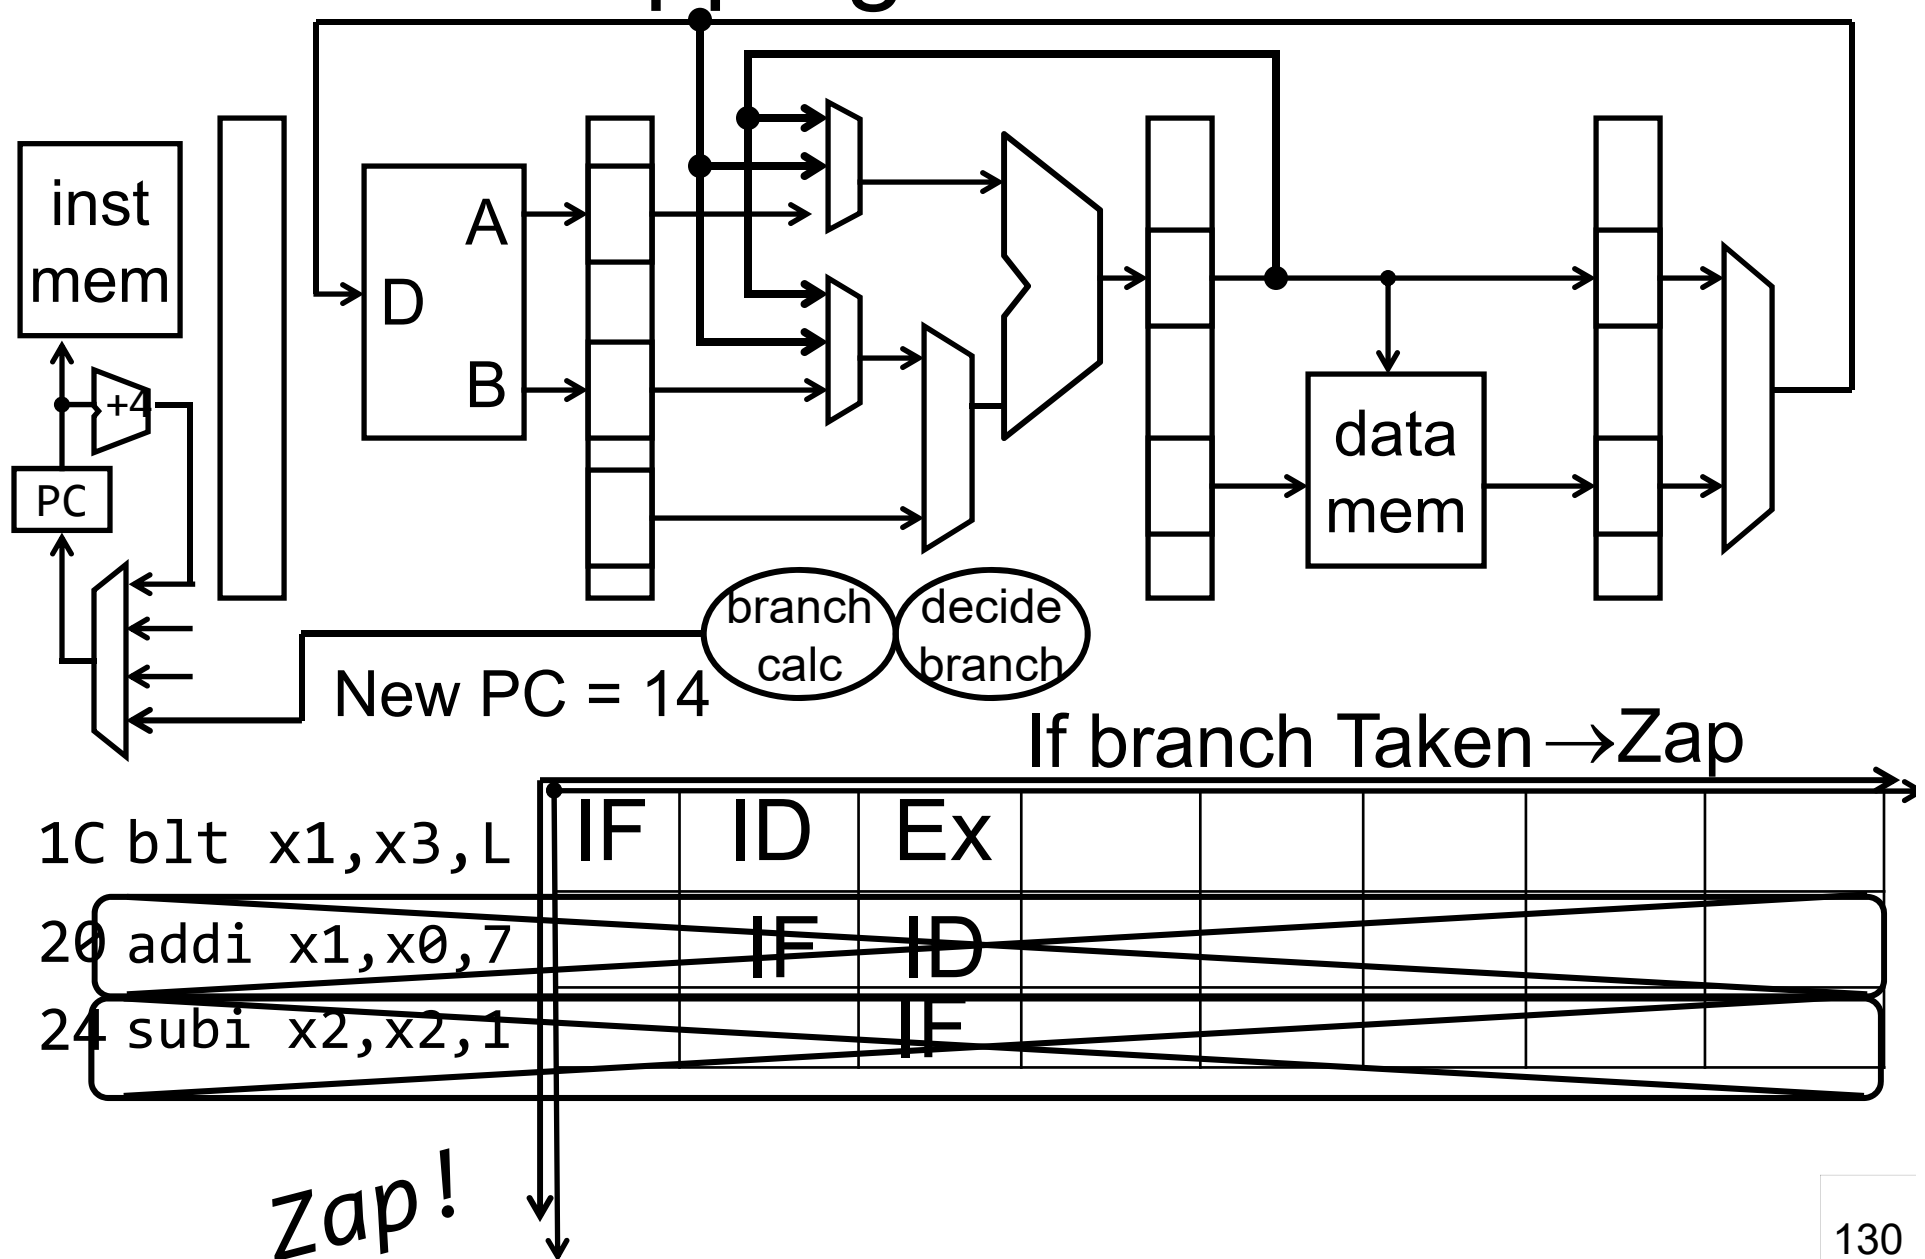 inst
mem
+4
PC
A
D
B
data
mem
branch
calc
decide
branch
New PC = 14
If branch Taken →Zap
1C blt x1,x3,L IF ID Ex
20 addi x1,x0,7 IF ID
24 subi x2,x2,1 IF
Zap!
130